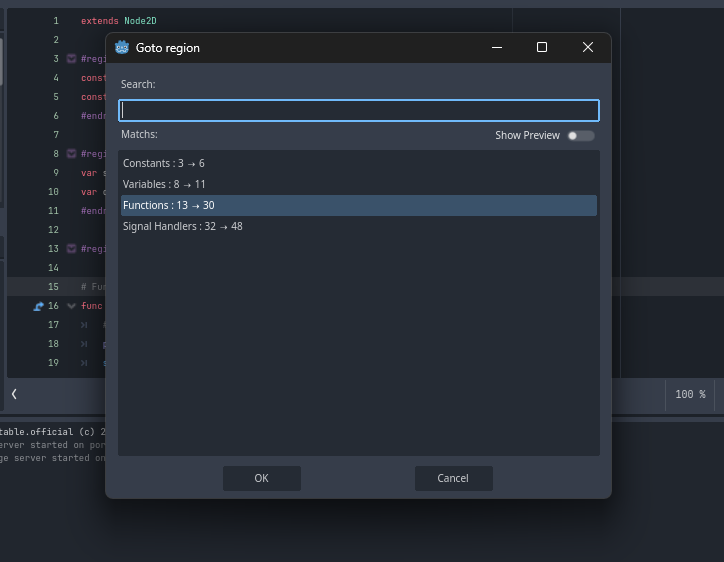 1 extends Node2D
2
3 #regi
4 const
5 const
6 #endr
7
8 #regi
9 var s
10 var
11 #endr
12
13 #regi
14
15 # Fun
16 func
17 #
18
19 s
Goto region
Search:
Matchs:
Show Preview
Constants : 3 → 6
Variables : 8 → 11
Functions : 13 → 30
Signal Handlers : 32 → 48
OK
Cancel
100 %
table.official (c) 2
erver started on por
ge server started on